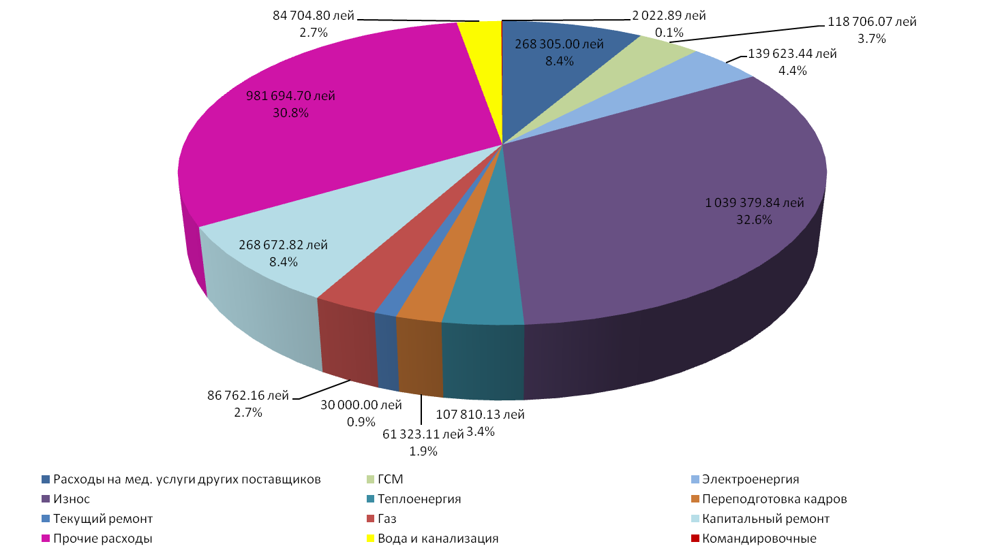 84 704.80 лей
2.7%
2 022.89 лей
0.1%
118 706.07 лей
3.7%
268 305.00 лей
8.4%
139 623.44 лей
4.4%
981 694.70 лей
30.8%
1 039 379.84 лей
32.6%
268 672.82 лей
8.4%
86 762.16 лей
2.7%
30 000.00 лей
0.9%
107 810.13 лей
3.4%
61 323.11 лей
1.9%
Расходы на мед. услуги других поставщиков
ГСМ
Электроенергия
Износ
Теплоенергия
Переподготовка кадров
Текущий ремонт
Газ
Капитальный ремонт
Прочие расходы
Вода и канализация
Командировочные